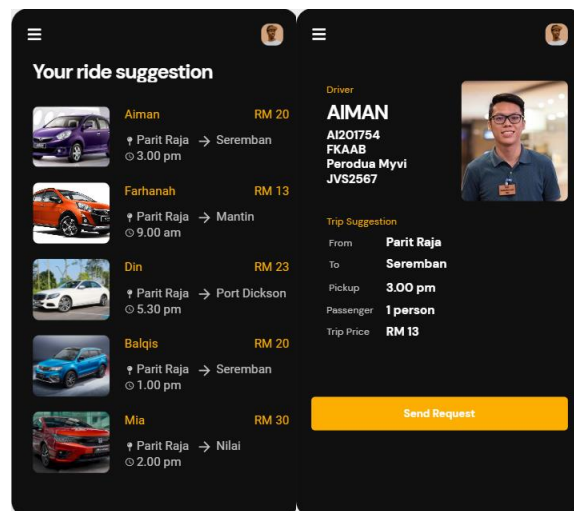 Your ride suggestion
Aiman RM 20
Parit Raja → Seremban
3.00 pm
Farhanah RM 13
Parit Raja → Mantin
9.00 am
Din RM 23
Parit Raja → Port Dickson
5.30 pm
Balqis RM 20
Parit Raja → Seremban
1.00 pm
Mia RM 30
Parit Raja → Nilai
2.00 pm
Driver
AIMAN
AI201754
FKAAB
Perodua Myvi
JVS2567
Trip Suggestion
From Parit Raja
To Seremban
Pickup 3.00 pm
Passenger 1 person
Trip Price RM 13
Send Request